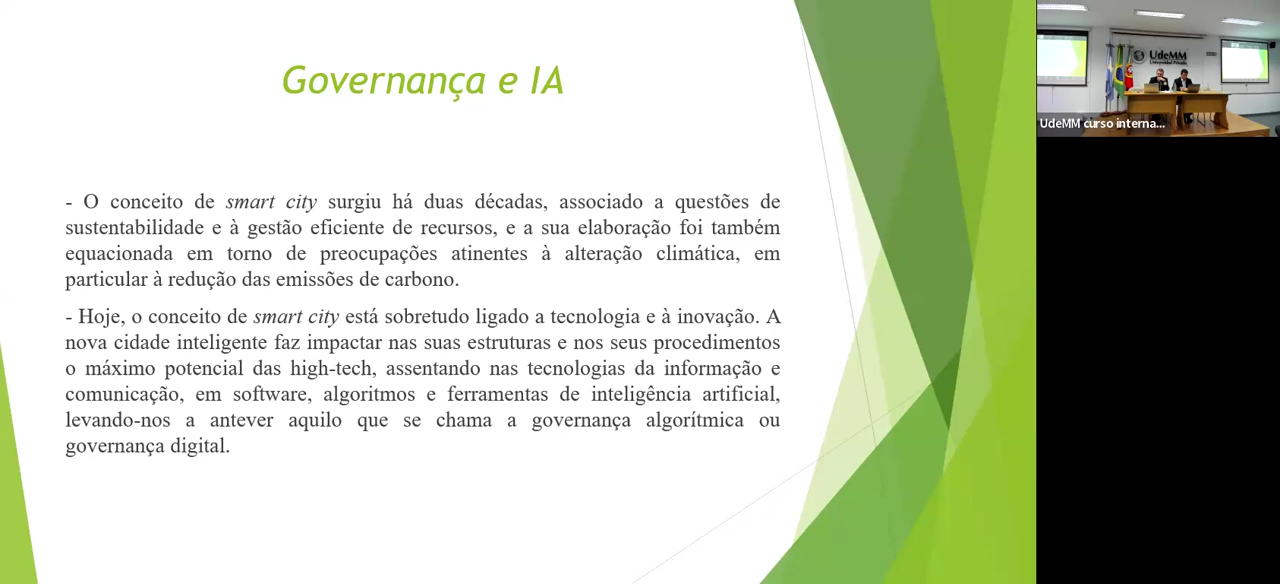 Governança e IA
- O conceito de smart city surgiu há duas décadas, associado a questões de
sustentabilidade e à gestão eficiente de recursos, e a sua elaboração foi também
equacionada em torno de preocupações atinentes à alteração climática, em
particular à redução das emissões de carbono.
- Hoje, o conceito de smart city está sobretudo ligado a tecnologia e à inovação. A
nova cidade inteligente faz impactar nas suas estruturas e nos seus procedimentos
o máximo potencial das high-tech, assentando nas tecnologias da informação e
comunicação, em software, algoritmos e ferramentas de inteligência artificial,
levando-nos a antever aquilo que se chama a governança algorítmica ou
governança digital.
UdeMM
Universidad Privada
UdeMM curso interna...